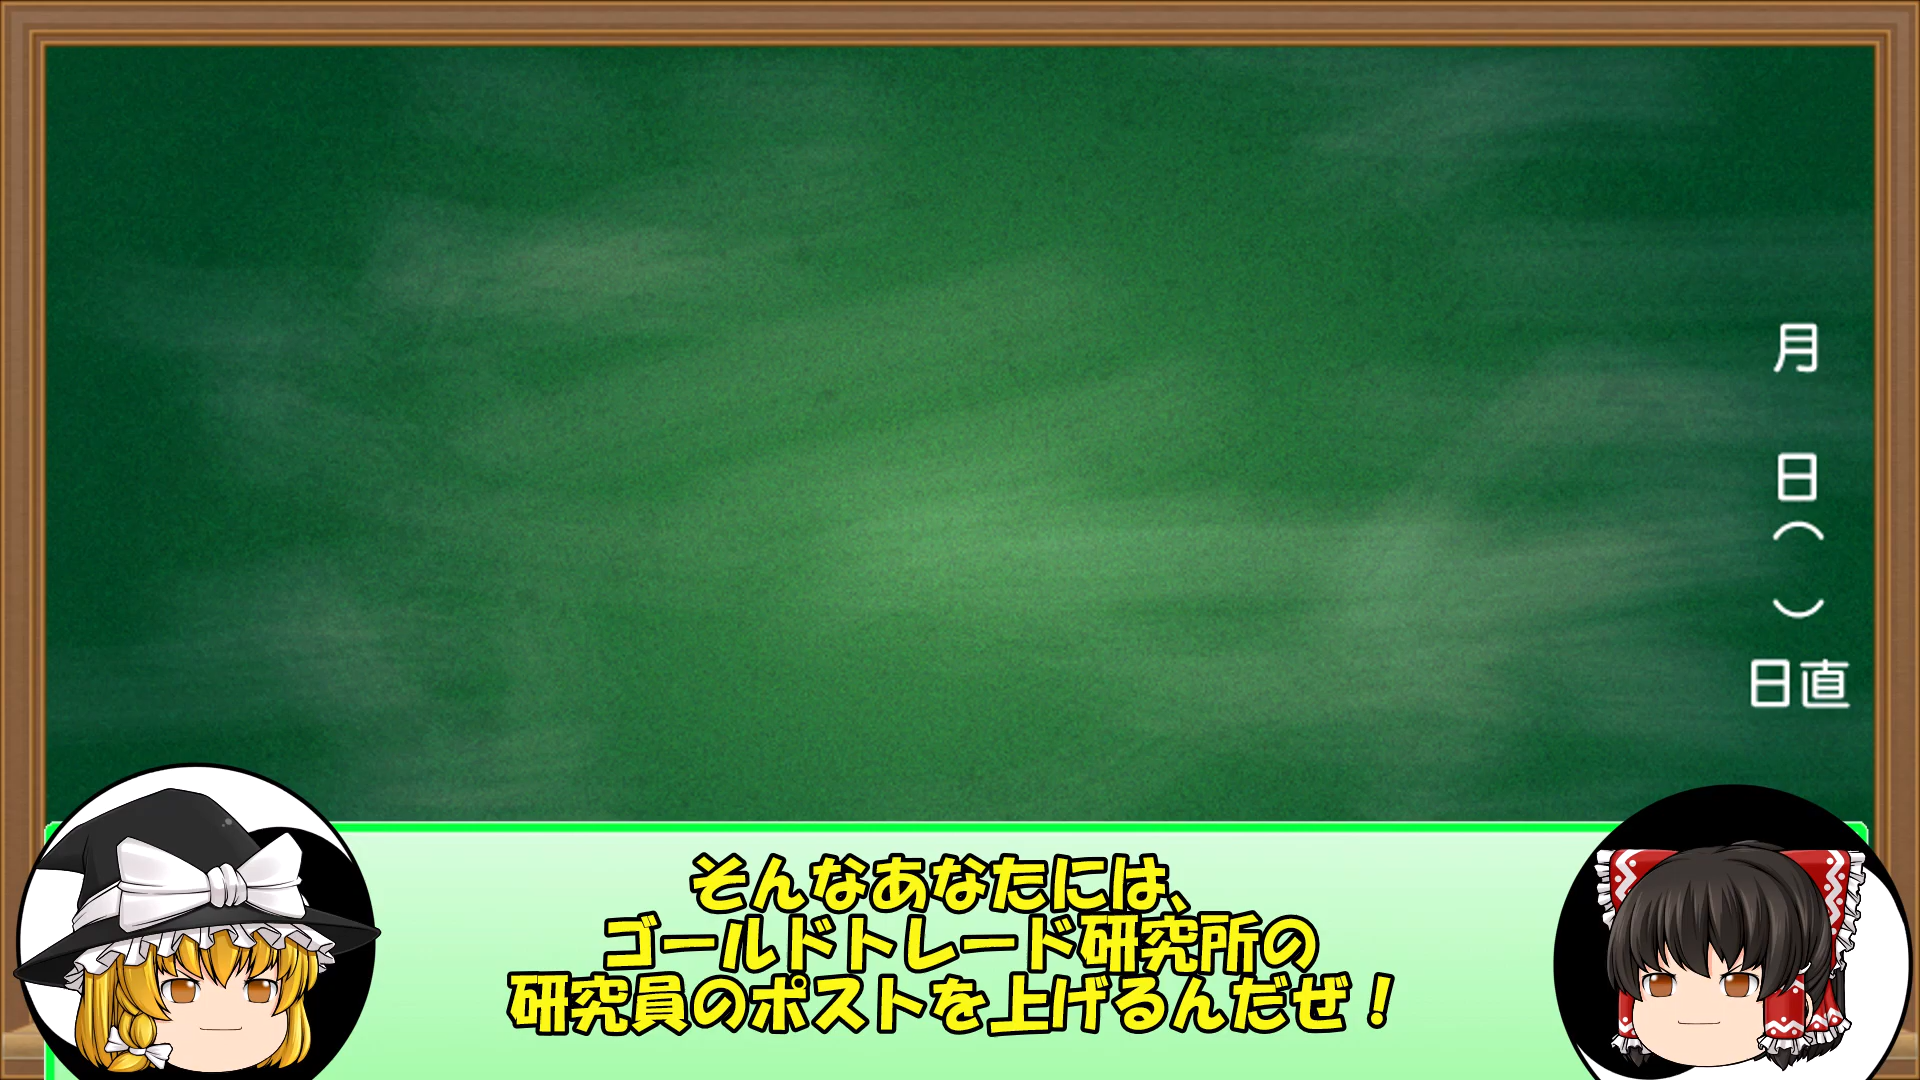 月
日
（
）
日直
そんなあなたには、
ゴールドトレード研究所の
研究員のポストを上げるんだぜ！